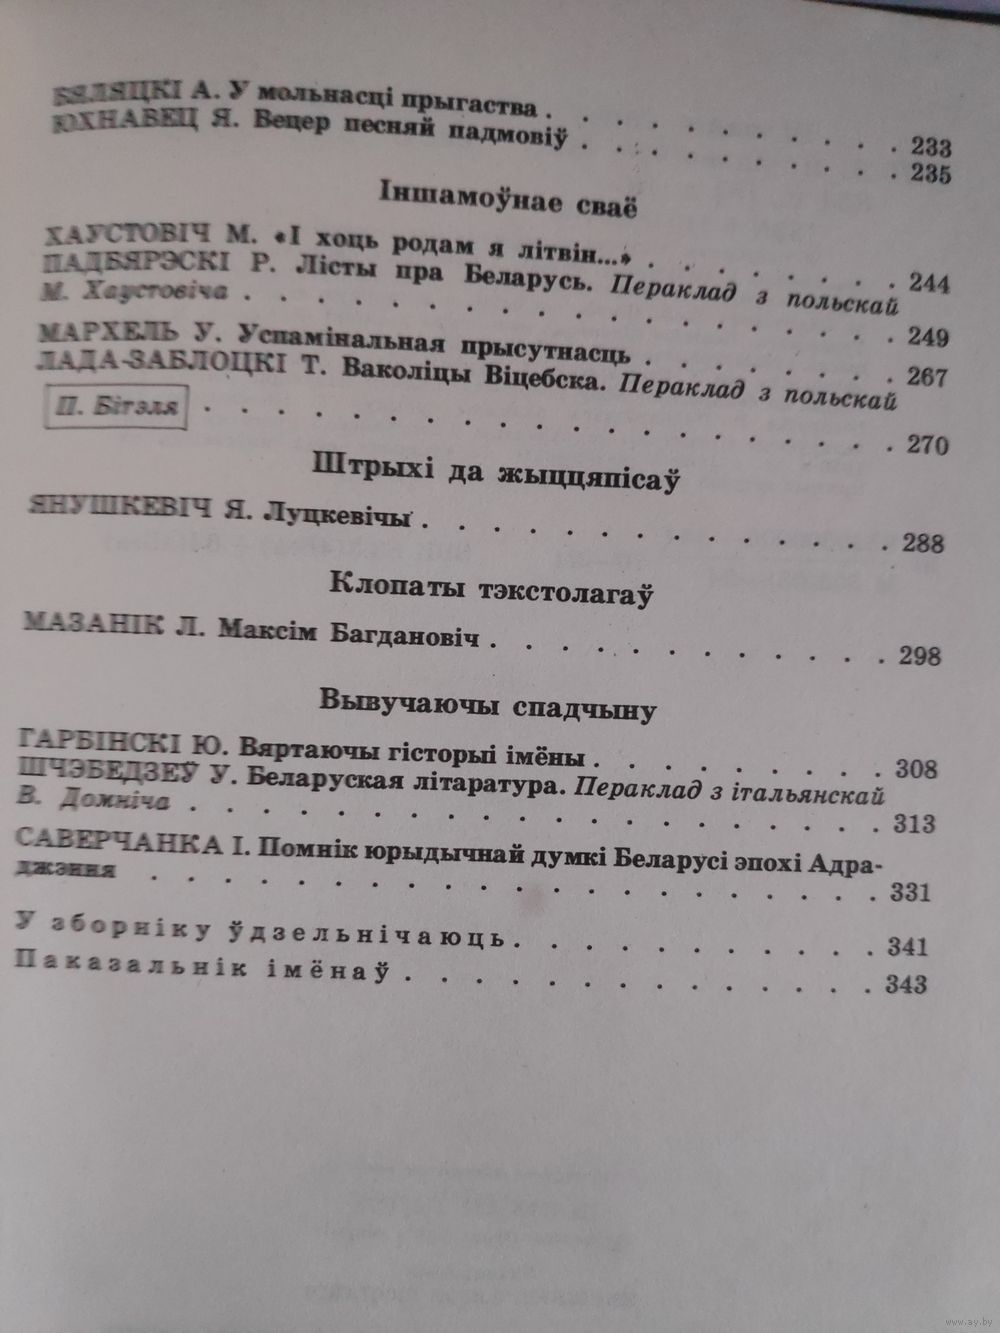 БЯЛЯЦКІ А. У мольнасці прыгаства . . . . . . . . . . 233
ЮХНАВЕЦ Я. Вецер песняй падмовіў . . . . . . . . . . 235
Іншамоўнае сваё
ХАУСТОВІЧ М. «І хоць родам я літвін...» . . . . . . . . 244
ПАДБЯРЭСКІ Р. Лісты пра Беларусь. Пераклад з польскай
М. Хаустовіча . . . . . . . . . . . . . . . . . . . 249
МАРХЕЛЬ У. Успамінальная прысутнасць . . . . . . . . 267
ЛАДА-ЗАБЛОЦКІ Т. Ваколіцы Віцебска. Пераклад з польскай
П. Бітэля . . . . . . . . . . . . . . . . . . . . 270
Штрыхі да жыццяпісаў
ЯНУШКЕВІЧ Я. Луцкевічы . . . . . . . . . . . . . . 288
Клопаты тэкстолагаў
МАЗАНІК Л. Максім Багдановіч . . . . . . . . . . . . 298
Вывучаючы спадчыну
ГАРБІНСКІ Ю. Вяртаючы гісторыі імёны . . . . . . . . . 308
ШЧЭБЕДЗЕЎ У. Беларуская літаратура. Пераклад з італьянскай
В. Домніча . . . . . . . . . . . . . . . . . . . . 313
САВЕРЧАНКА І. Помнік юрыдычнай думкі Беларусі эпохі Адра-
джэння . . . . . . . . . . . . . . . . . . . . . 331
У зборніку ўдзельнічаюць . . . . . . . . . . . 341
Паказальнік імёнаў . . . . . . . . . . . . . . 343
www.ay.by